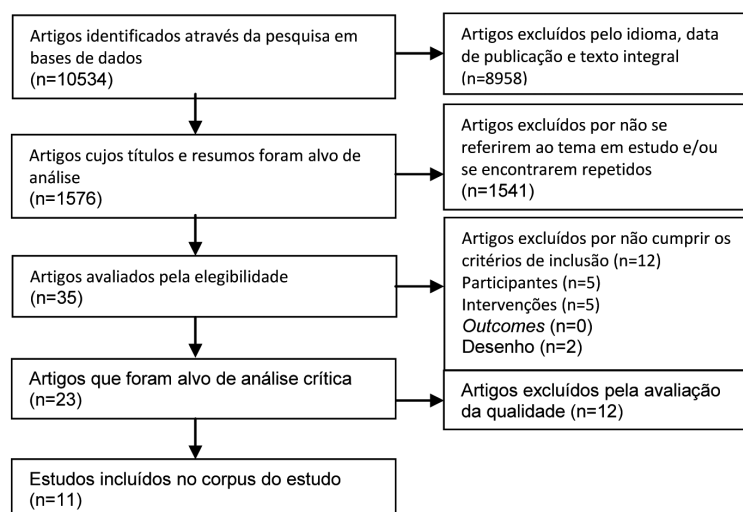 Artigos identificados através da pesquisa em
bases de dados
(n=10534)
Artigos excluídos pelo idioma, data
de publicação e texto integral
(n=8958)
Artigos cujos títulos e resumos foram alvo de
análise
(n=1576)
Artigos excluídos por não se
referirem ao tema em estudo e/ou
se encontrarem repetidos
(n=1541)
Artigos avaliados pela elegibilidade
(n=35)
Artigos excluídos por não cumprir os
critérios de inclusão (n=12)
Participantes (n=5)
Intervenções (n=5)
Outcomes (n=0)
Desenho (n=2)
Artigos que foram alvo de análise crítica
(n=23)
Artigos excluídos pela avaliação
da qualidade (n=12)
Estudos incluídos no corpus do estudo
(n=11)